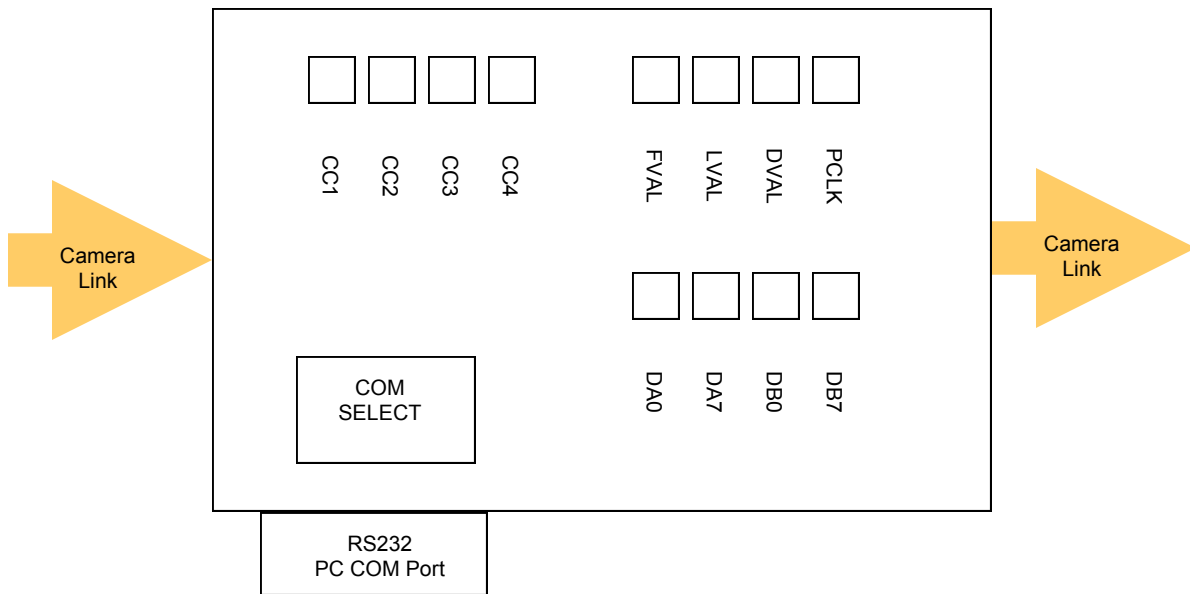 CC1 CC2 CC3 CC4
FVAL LVAL DVAL PCLK
Camera
Link
Camera
Link
DA0 DA7 DB0 DB7
COM
SELECT
RS232
PC COM Port